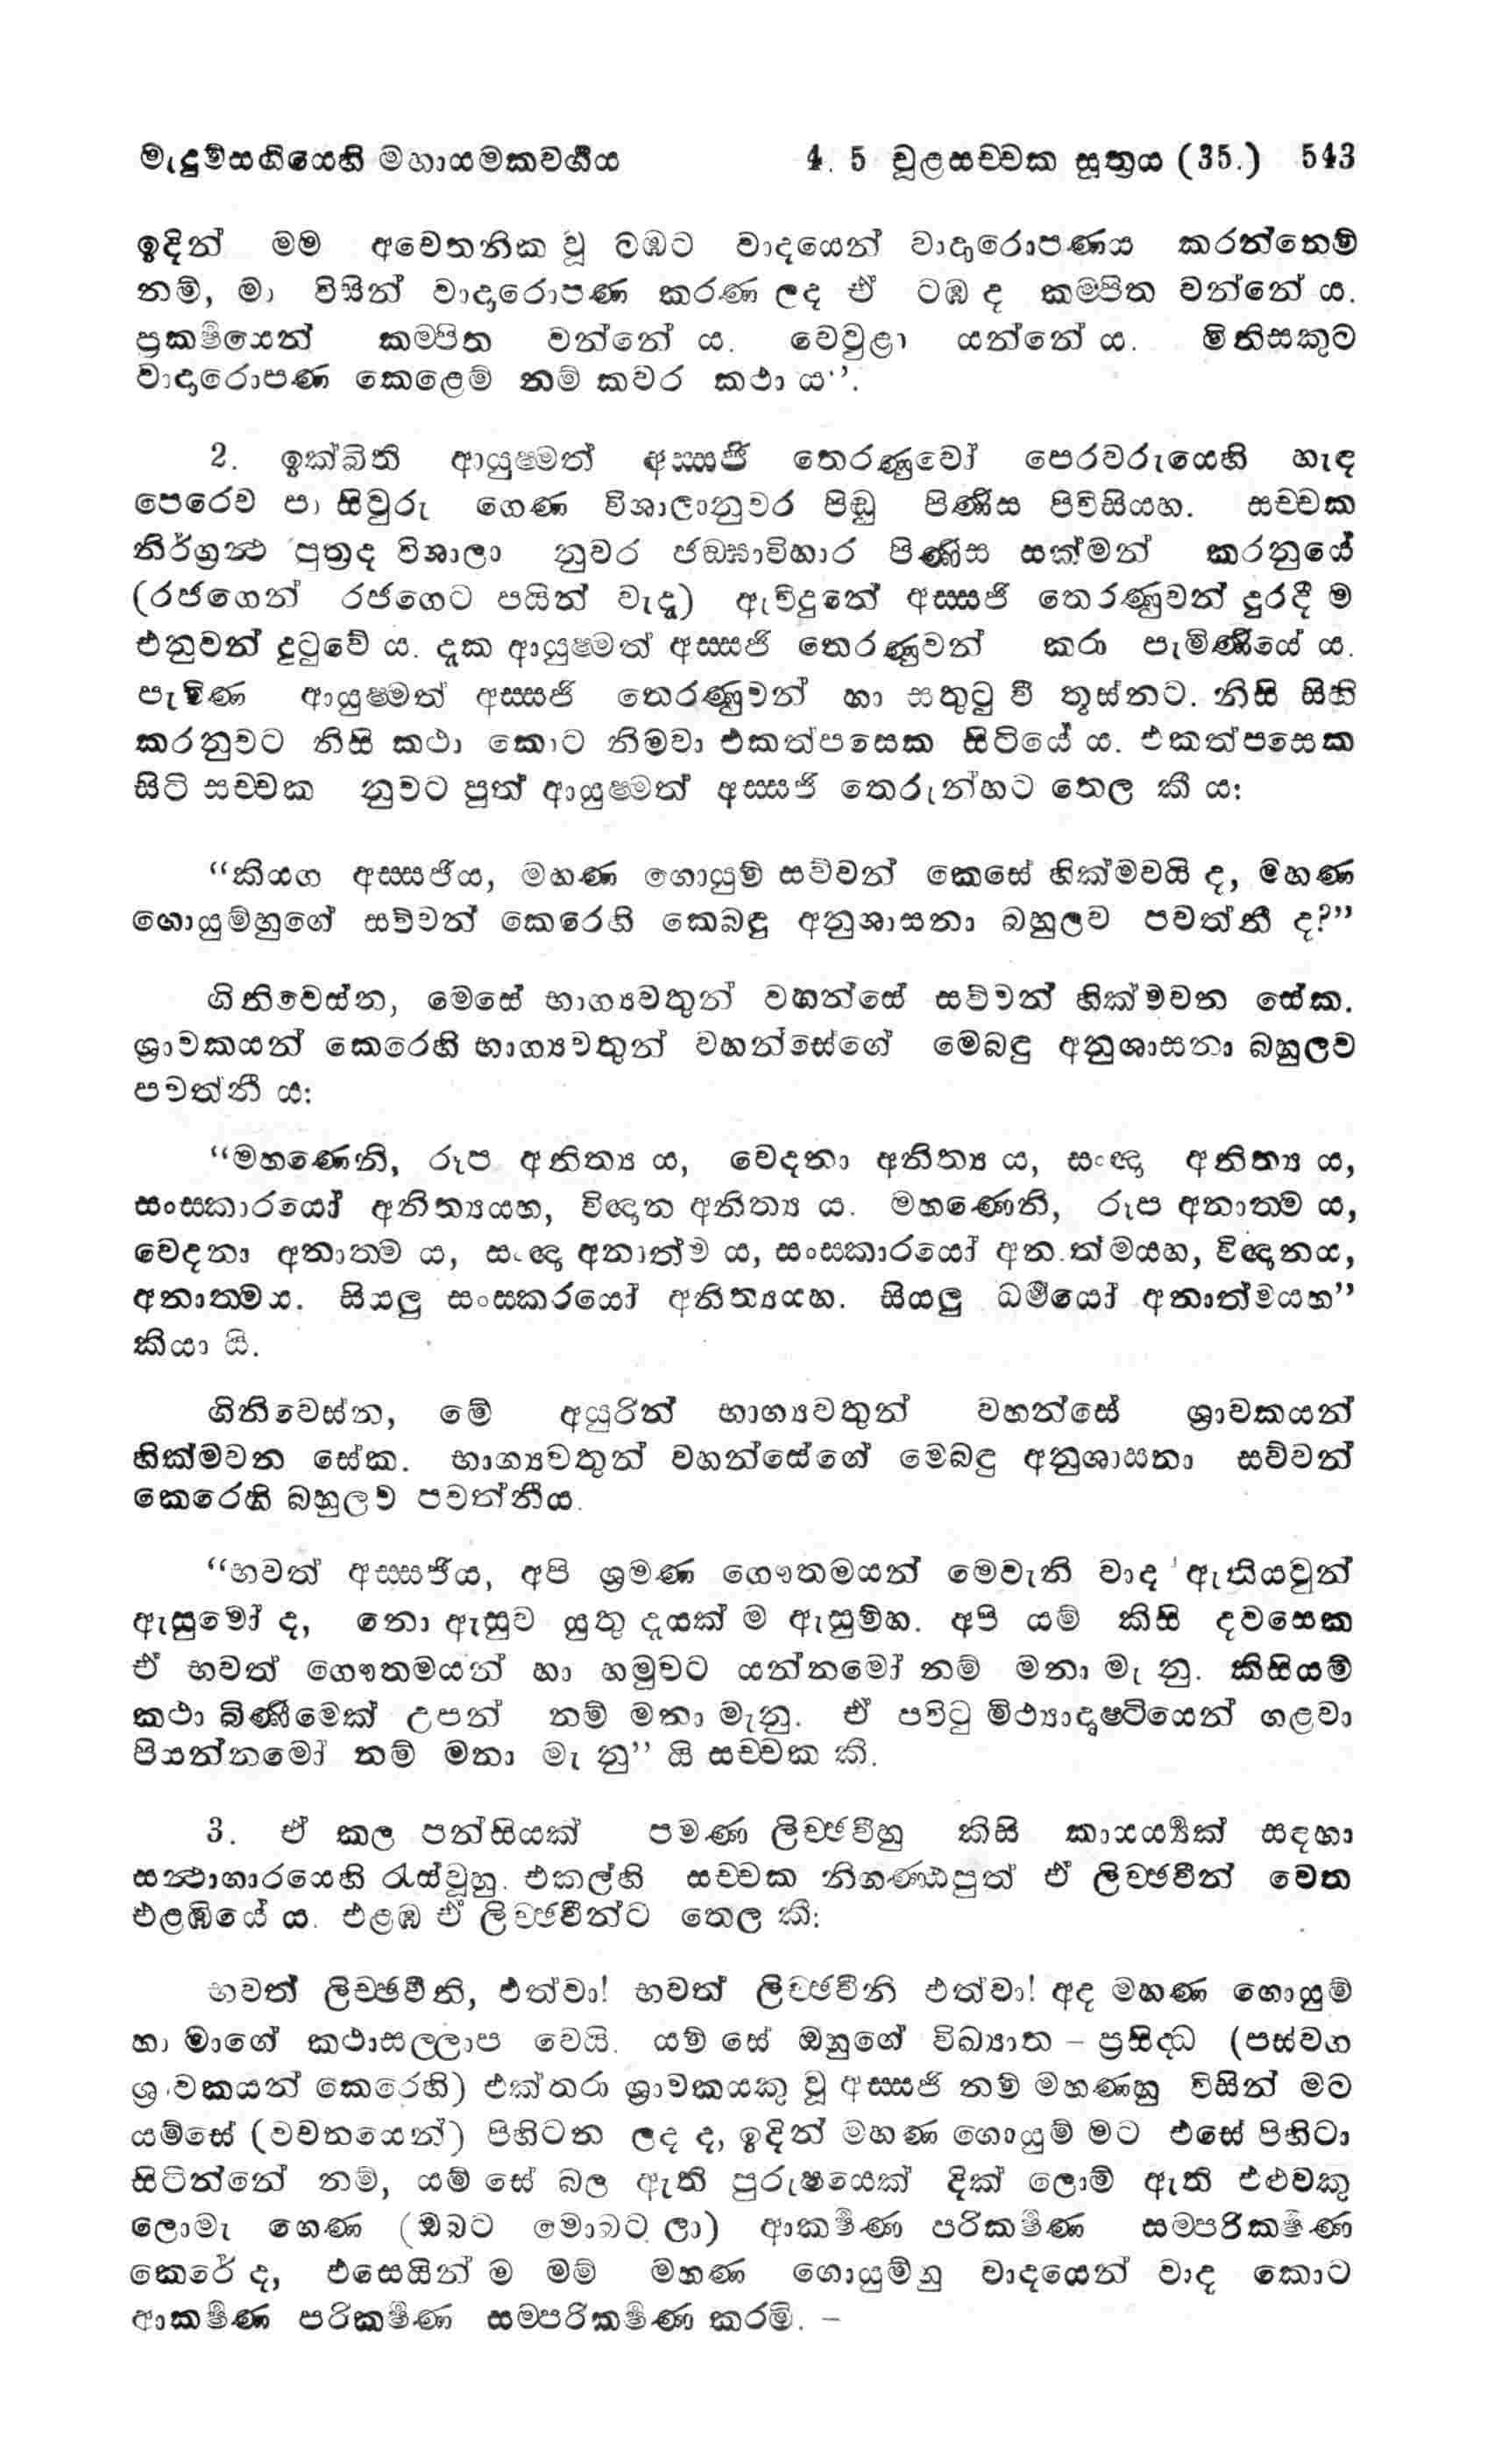 මැදුම්සඟියෙහි මහායමකවර්‍ගය 4. 5 චූළසච්චක සූත්‍රය (35.) 543
ඉදින් මම අචෙතනික වූ ටඹට වාදයෙන් වාදාරොපණය කරන්නෙම්
නම්, මා විසින් වාදාරොපණ කරණ ලද ඒ ටඹ ද කම්පිත වන්නේ ය.
ප්‍රකර්‍ෂයෙන් කම්පිත වන්නේ ය. වෙවුළා යන්නේ ය. මිනිසකුට
වාදාරොපණ කෙළෙම් නම් කවර කථා ය’’.
2. ඉක්බිති ආයුෂ්මත් අස්සජි තෙරණුවෝ පෙරවරුයෙහි හැඳ
පෙරෙව පා සිවුරු ගෙණ විශාලානුවර පිඬු පිණිස පිවිසියහ. සච්චක
නිර්ග්‍රන්‍ථ පුත්‍රද විශාලා නුවර ජඞ්ඝාවිහාර පිණිස සක්මන් කරනුයේ
(රජගෙන් රජගෙට පයින් වැද) ඇවිදුනේ අස්සජි තෙරණුවන් දුරදී ම
එනුවන් දුටුවේ ය. දැක ආයුෂ්මත් අස්සජි තෙරණුවන් කරා පැමිණියේ ය.
පැමිණ ආයුෂ්මත් අස්සජි තෙරණුවන් හා සතුටු වී තූස්නට. නිසි සිහි
කරනුවට නිසි කථා කොට නිමවා එකත්පසෙක සිටියේ ය. එකත්පසෙක
සිටි සච්චක නුවට පුත් ආයුෂ්මත් අස්සජි තෙරුන්හට තෙල කී ය:
‘‘කියග අස්සජිය, මහණ ගොයුම් සව්වන් කෙසේ හික්මවයි ද, මහණ
ගොයුම්හුගේ සව්වන් කෙරෙහි කෙබඳු අනුශාසනා බහුලව පවත්නී ද?’’
ගිනිවෙස්න, මෙසේ භාග්‍යවතුන් වහන්සේ සව්වන් හික්මවන සේක.
ශ්‍රාවකයන් කෙරෙහි භාග්‍යවතුන් වහන්සේගේ මෙබඳු අනුශාසනා බහුලව
පවත්නී ය:
‘‘මහණෙනි, රූප අනිත්‍ය ය, වෙදනා අනිත්‍ය ය, සංඥා අනිත්‍ය ය,
සංස්කාරයෝ අනිත්‍යයහ, විඥාන අනිත්‍ය ය. මහණෙනි, රූප අනාත්ම ය,
වෙදනා අනාත්ම ය, සංඥා අනාත්ම ය, සංස්කාරයෝ අනාත්මයහ, විඥානය,
අනාත්මය. සියලු සංස්කරයෝ අනිත්‍යයහ. සියලු ධර්‍මයෝ අනාත්මයහ’’
කියා යි.
ගිනිවෙස්න, මේ අයුරින් භාග්‍යවතුන් වහන්සේ ශ්‍රාවකයන්
හික්මවන සේක. භාග්‍යවතුන් වහන්සේගේ මෙබඳු අනුශාසනා සව්වන්
කෙරෙහි බහුලව පවත්නීය.
‘‘භවත් අස්සජිය, අපි ශ්‍රමණ ගෞතමයන් මෙවැනි වාද ඇතියවුන්
ඇසුමෝ ද, නො ඇසුව යුතු දැයක් ම ඇසුම්හ. අපි යම් කිසි දවසෙක
ඒ භවත් ගෞතමයන් හා හමුවට යන්නමෝ නම් මනා මැ නු. කිසියම්
කථා බිණීමෙක් උපන් නම් මනා මැනු. ඒ පවිටු මිථ්‍යාදෘෂ්ටියෙන් ගළවා
පියන්නමෝ නම් මනා මැ නු’’ යි සච්චක කී.
3. ඒ කල පන්සියක් පමණ ලිච්ඡවිහු කිසි කාර්‍ය්‍යයක් සඳහා
සන්‍ථාගාරයෙහි රැස්වූහු. එකල්හි සච්චක නිගණ්ඨපුත් ඒ ලිච්ඡවීන් වෙත
එළඹියේ ය. එළඹ ඒ ලිච්ඡවීන්ට තෙල කී:
භවත් ලිච්ඡවීනි, එත්වා! භවත් ලිච්ඡවීනි එත්වා! අද මහණ ගොයුම්
හා මාගේ කථාසල්ලාප වෙයි. යම් සේ ඔහුගේ විඛ්‍යාත – ප්‍රසිද්ධ (පස්වග
ශ්‍රාවකයන් කෙරෙහි) එක්තරා ශ්‍රාවකයකු වූ අස්සජි නම් මහණහු විසින් මට
යම්සේ (වචනයෙන්) පිහිටන ලද ද, ඉදින් මහණ ගොයුම් මට එසේ පිහිටා
සිටින්නේ නම්, යම් සේ බල ඇති පුරුෂයෙක් දික් ලොම් ඇති එළුවකු
ලොමැ ගෙණ (ඔබට මොබට ලා) ආකර්‍ෂණ පරිකර්‍ෂණ සම්පරිකර්‍ෂණ
කෙරේ ද, එසෙයින් ම මම් මහණ ගොයුම්හු වාදයෙන් වාද කොට
ආකර්‍ෂණ පරිකර්‍ෂණ සම්පරිකර්‍ෂණ කරමි. –